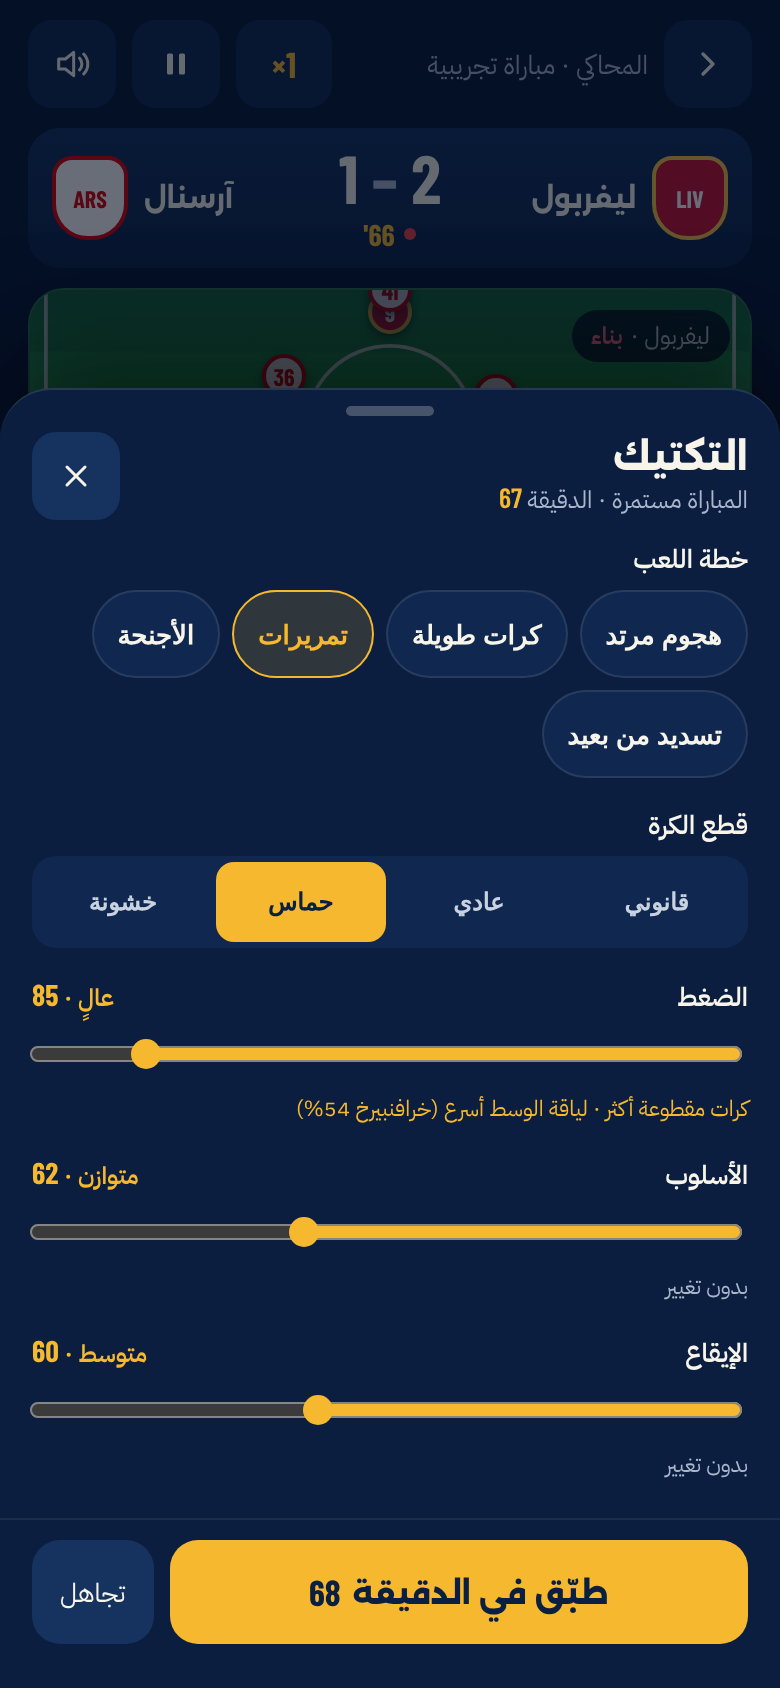 المحاكي · مباراة تجريبية
×1
LIV
ليفربول
2 – 1
آرسنال
ARS
66'
ليفربول · بناء
41
9
36
التكتيك
المباراة مستمرة · الدقيقة 67
خطة اللعب
هجوم مرتد
كرات طويلة
تمريرات
الأجنحة
تسديد من بعيد
قطع الكرة
قانوني
عادي
حماس
خشونة
الضغط
عالٍ · 85
كرات مقطوعة أكثر · لياقة الوسط أسرع (خرافنبيرخ 54%)
الأسلوب
متوازن · 62
بدون تغيير
الإيقاع
متوسط · 60
بدون تغيير
طبّق في الدقيقة 68
تجاهل